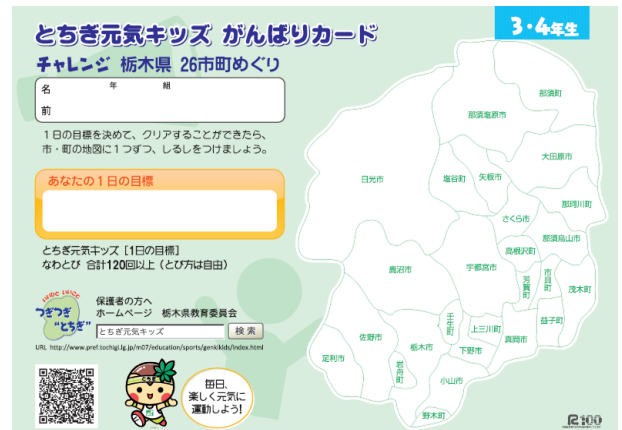 とちぎ元気キッズ がんばりカード
3・4年生
チャレンジ 栃木県 26市町めぐり
名前 年 組
1日の目標を決めて、クリアすることができたら、
市・町の地図に1つずつ、しるしをつけましょう。
あなたの1日の目標
とちぎ元気キッズ [1日の目標]
なわとび 合計120回以上 (とび方は自由)
つぎつぎ
"とちぎ"
保護者の方へ
ホームページ 栃木県教育委員会
とちぎ元気キッズ 検索
URL http://www.pref.tochigi.lg.jp/m07/education/sports/genkikids/index.html
毎日、
楽しく元気に
運動しよう!
那須町
那須塩原市
大田原市
日光市
塩谷町
矢板市
那珂川町
さくら市
那須烏山市
高根沢町
鹿沼市
宇都宮市
芳賀町
市貝町
茂木町
益子町
壬生町
上三川町
真岡市
佐野市
栃木市
下野市
足利市
岩舟町
小山市
野木町
R100